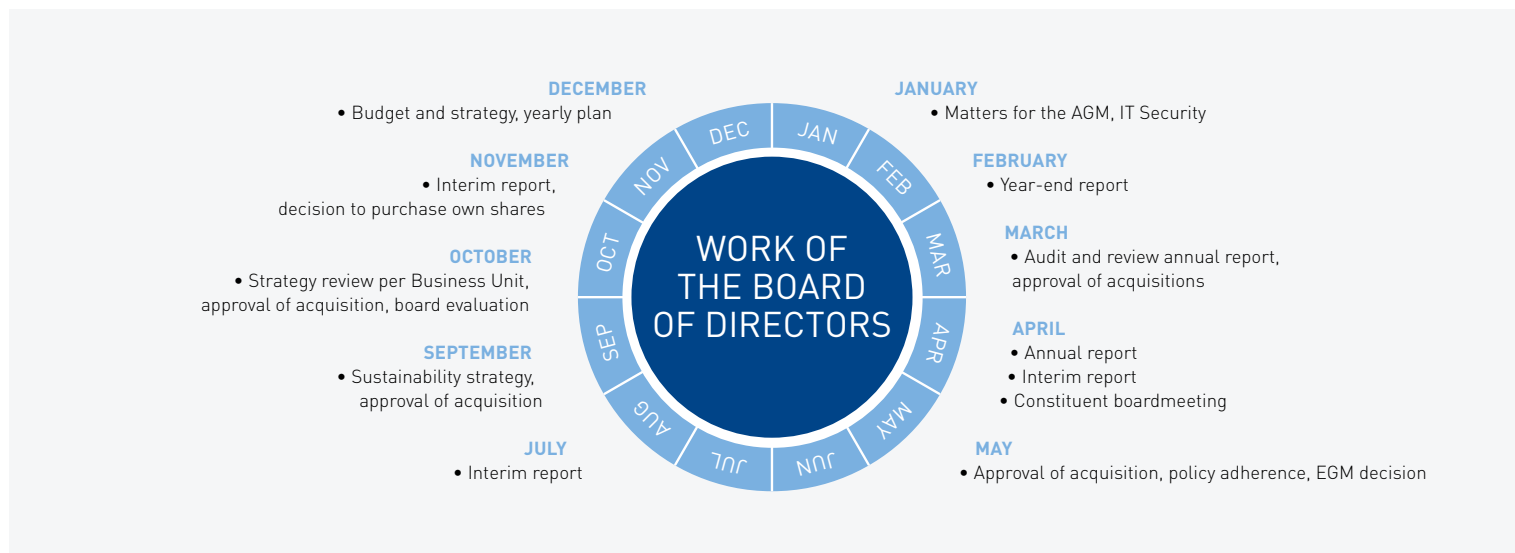 DECEMBER
• Budget and strategy, yearly plan
NOVEMBER
• Interim report,
decision to purchase own shares
OCTOBER
• Strategy review per Business Unit,
approval of acquisition, board evaluation
SEPTEMBER
• Sustainability strategy,
approval of acquisition
JULY
• Interim report
WORK OF
THE BOARD
OF DIRECTORS
JAN
FEB
MAR
APR
MAY
JUN
JUL
AUG
SEP
OCT
NOV
DEC
JANUARY
• Matters for the AGM, IT Security
FEBRUARY
• Year-end report
MARCH
• Audit and review annual report,
approval of acquisitions
APRIL
• Annual report
• Interim report
• Constituent boardmeeting
MAY
• Approval of acquisition, policy adherence, EGM decision